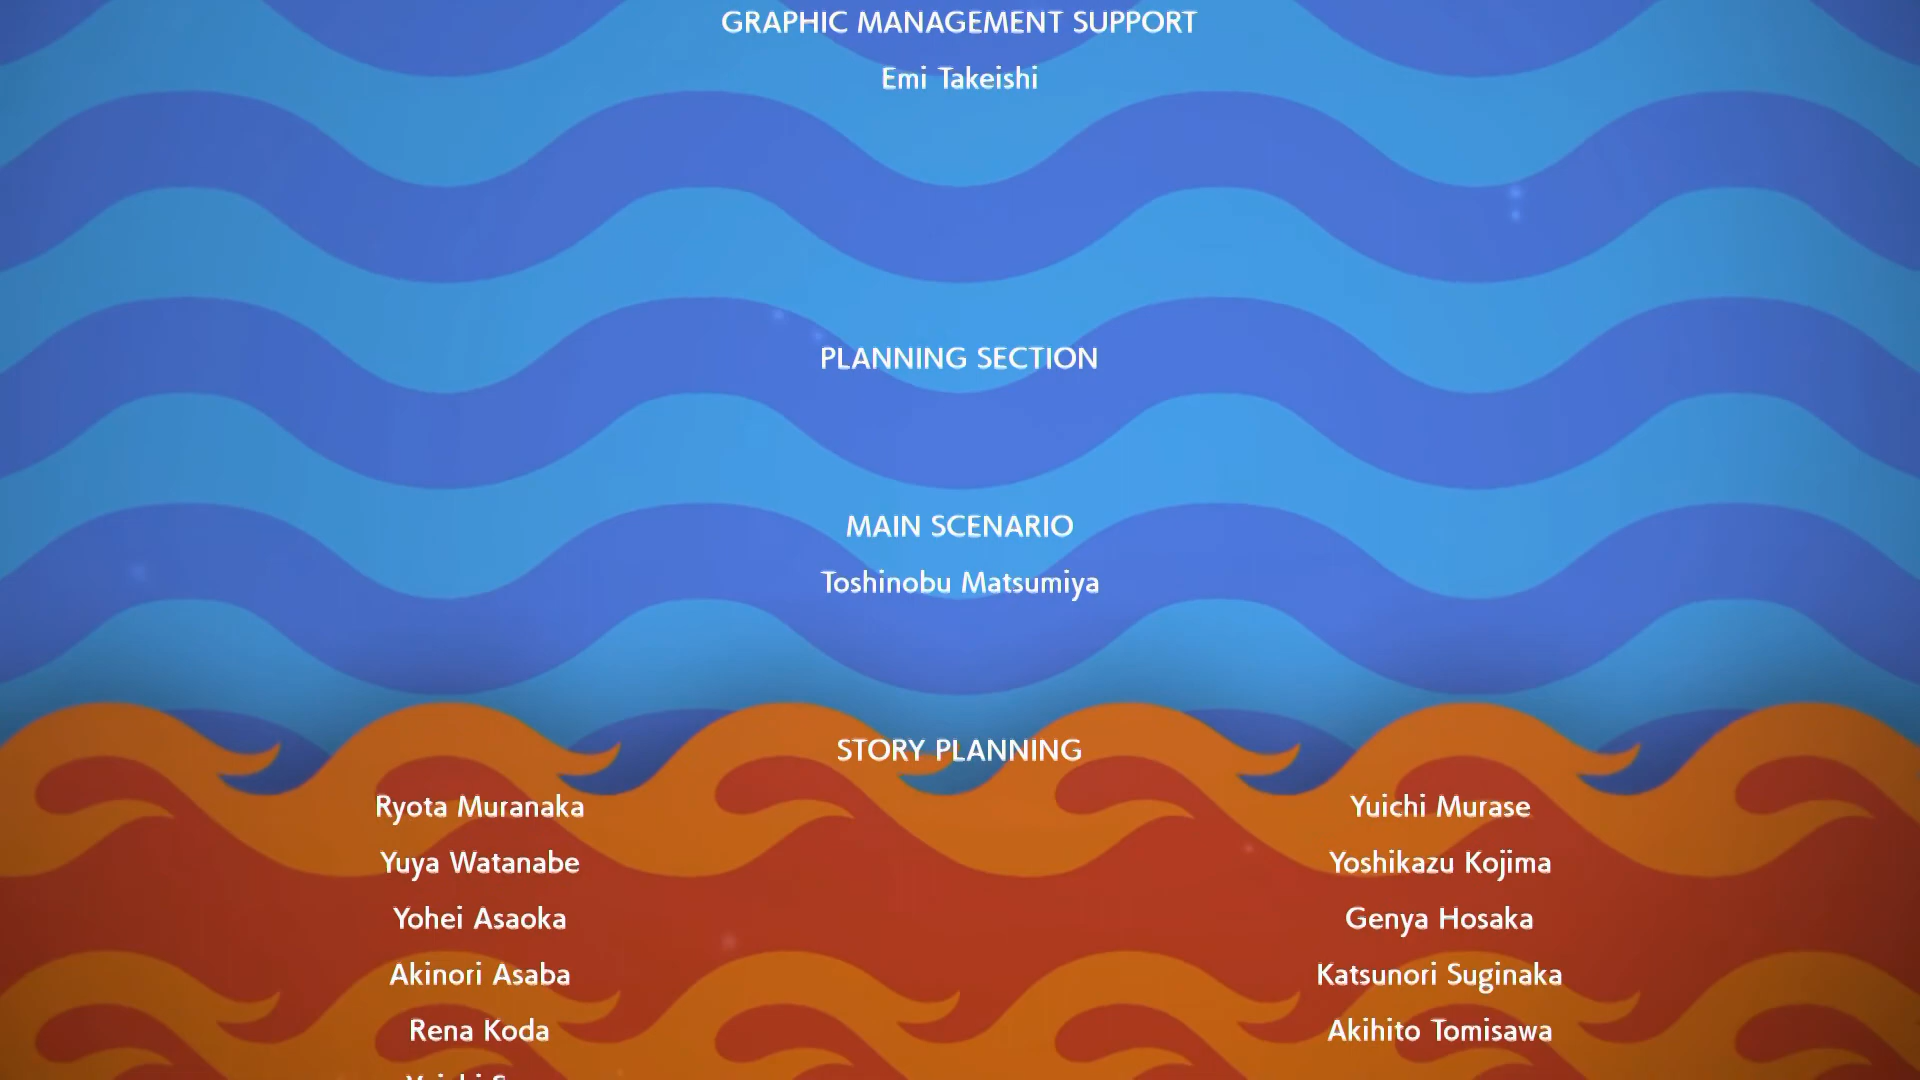 GRAPHIC MANAGEMENT SUPPORT
Emi Takeishi
PLANNING SECTION
MAIN SCENARIO
Toshinobu Matsumiya
STORY PLANNING
Ryota Muranaka Yuichi Murase
Yuya Watanabe Yoshikazu Kojima
Yohei Asaoka Genya Hosaka
Akinori Asaba Katsunori Suginaka
Rena Koda Akihito Tomisawa